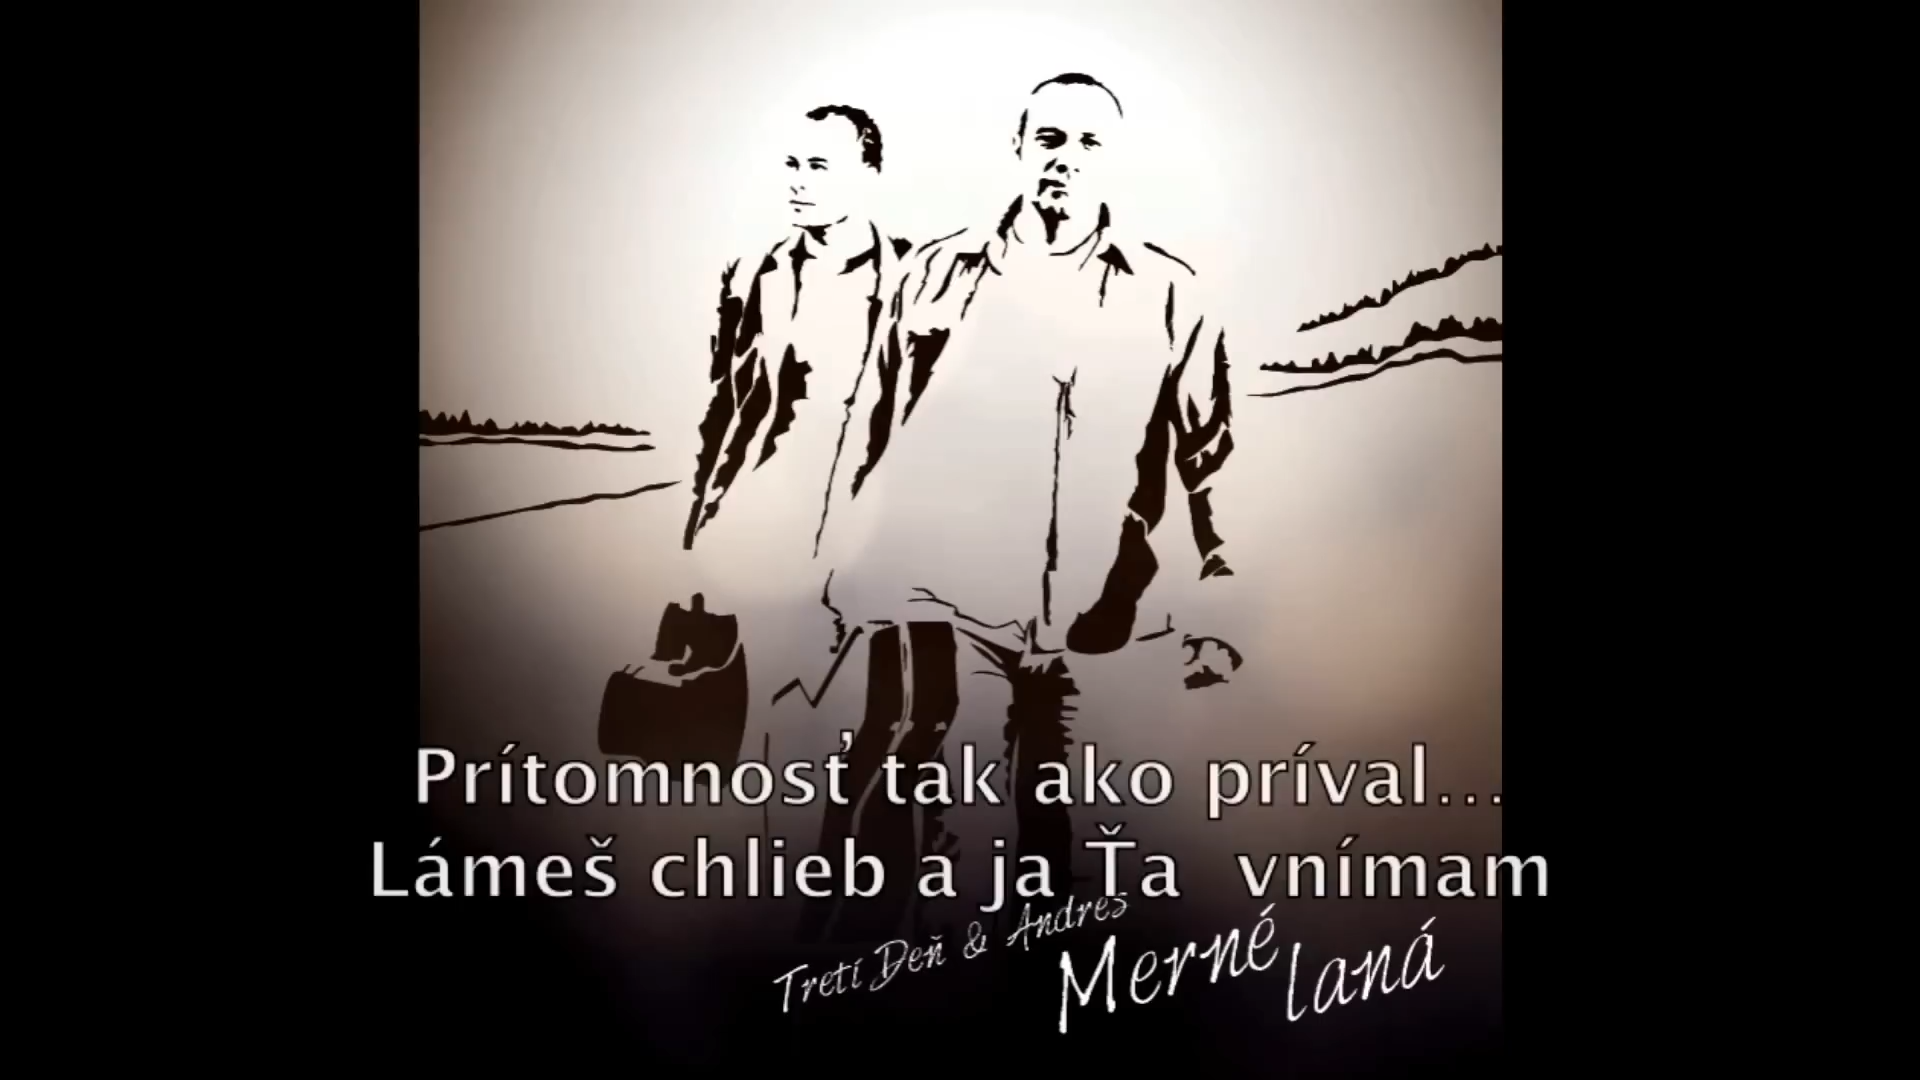 Prítomnosť tak ako príval...
Lámeš chlieb a ja Ťa vnímam
Tretí Deň & Andreš
Merné laná